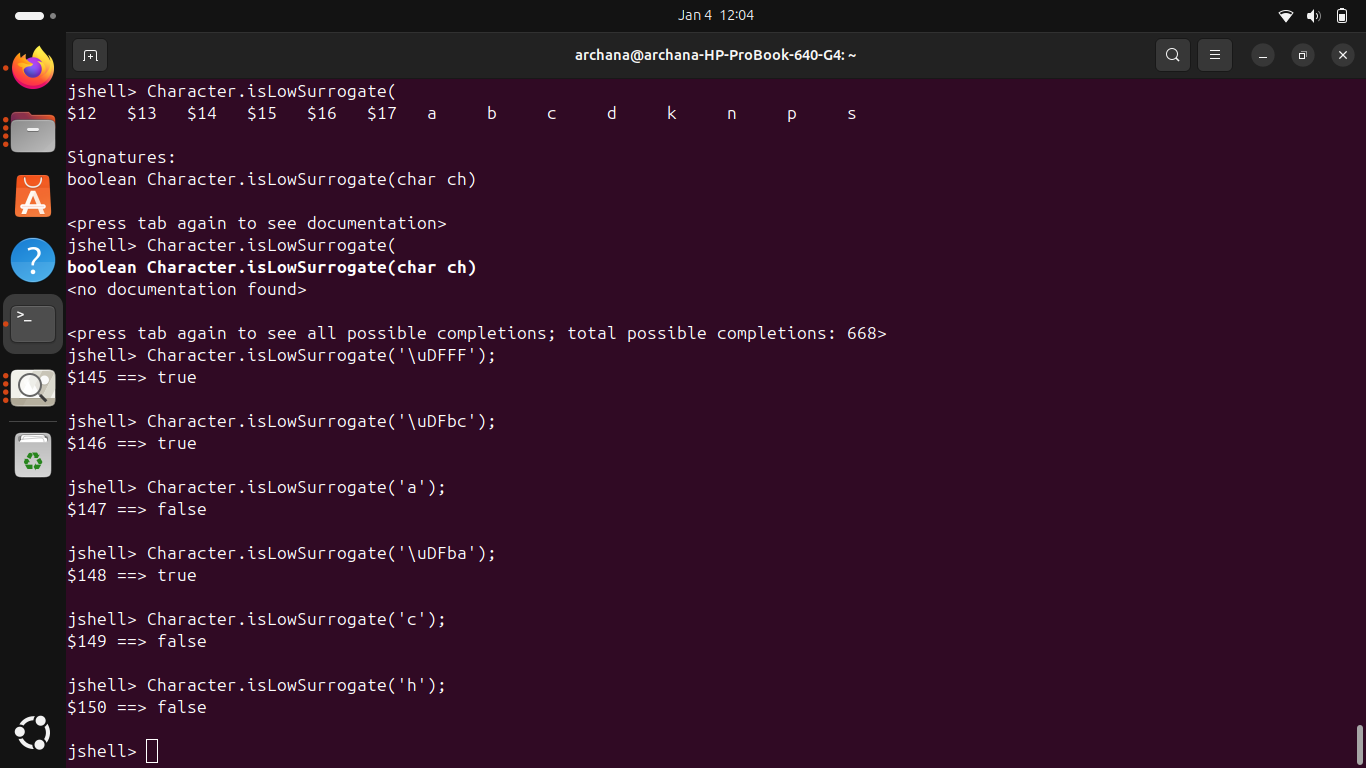 Jan 4 12:04
archana@archana-HP-ProBook-640-G4: ~
jshell> Character.isLowSurrogate(
$12 $13 $14 $15 $16 $17 a b c d k n p s
Signatures:
boolean Character.isLowSurrogate(char ch)
<press tab again to see documentation>
jshell> Character.isLowSurrogate(
boolean Character.isLowSurrogate(char ch)
<no documentation found>
<press tab again to see all possible completions; total possible completions: 668>
jshell> Character.isLowSurrogate('\uDFFF');
$145 ==> true
jshell> Character.isLowSurrogate('\uDFbc');
$146 ==> true
jshell> Character.isLowSurrogate('a');
$147 ==> false
jshell> Character.isLowSurrogate('\uDFba');
$148 ==> true
jshell> Character.isLowSurrogate('c');
$149 ==> false
jshell> Character.isLowSurrogate('h');
$150 ==> false
jshell>